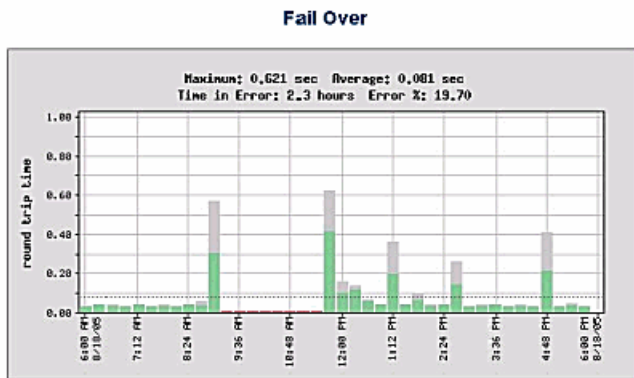 Fail Over
Maximum: 0.621 sec Average: 0.081 sec
Time in Error: 2.3 hours Error %: 19.70
round trip time
1.00
0.80
0.60
0.40
0.20
0.00
6:00 AM
8/18/05
7:12 AM
8:24 AM
9:36 AM
10:48 AM
12:00 PM
1:12 PM
2:24 PM
3:36 PM
4:48 PM
6:00 PM
8/18/05